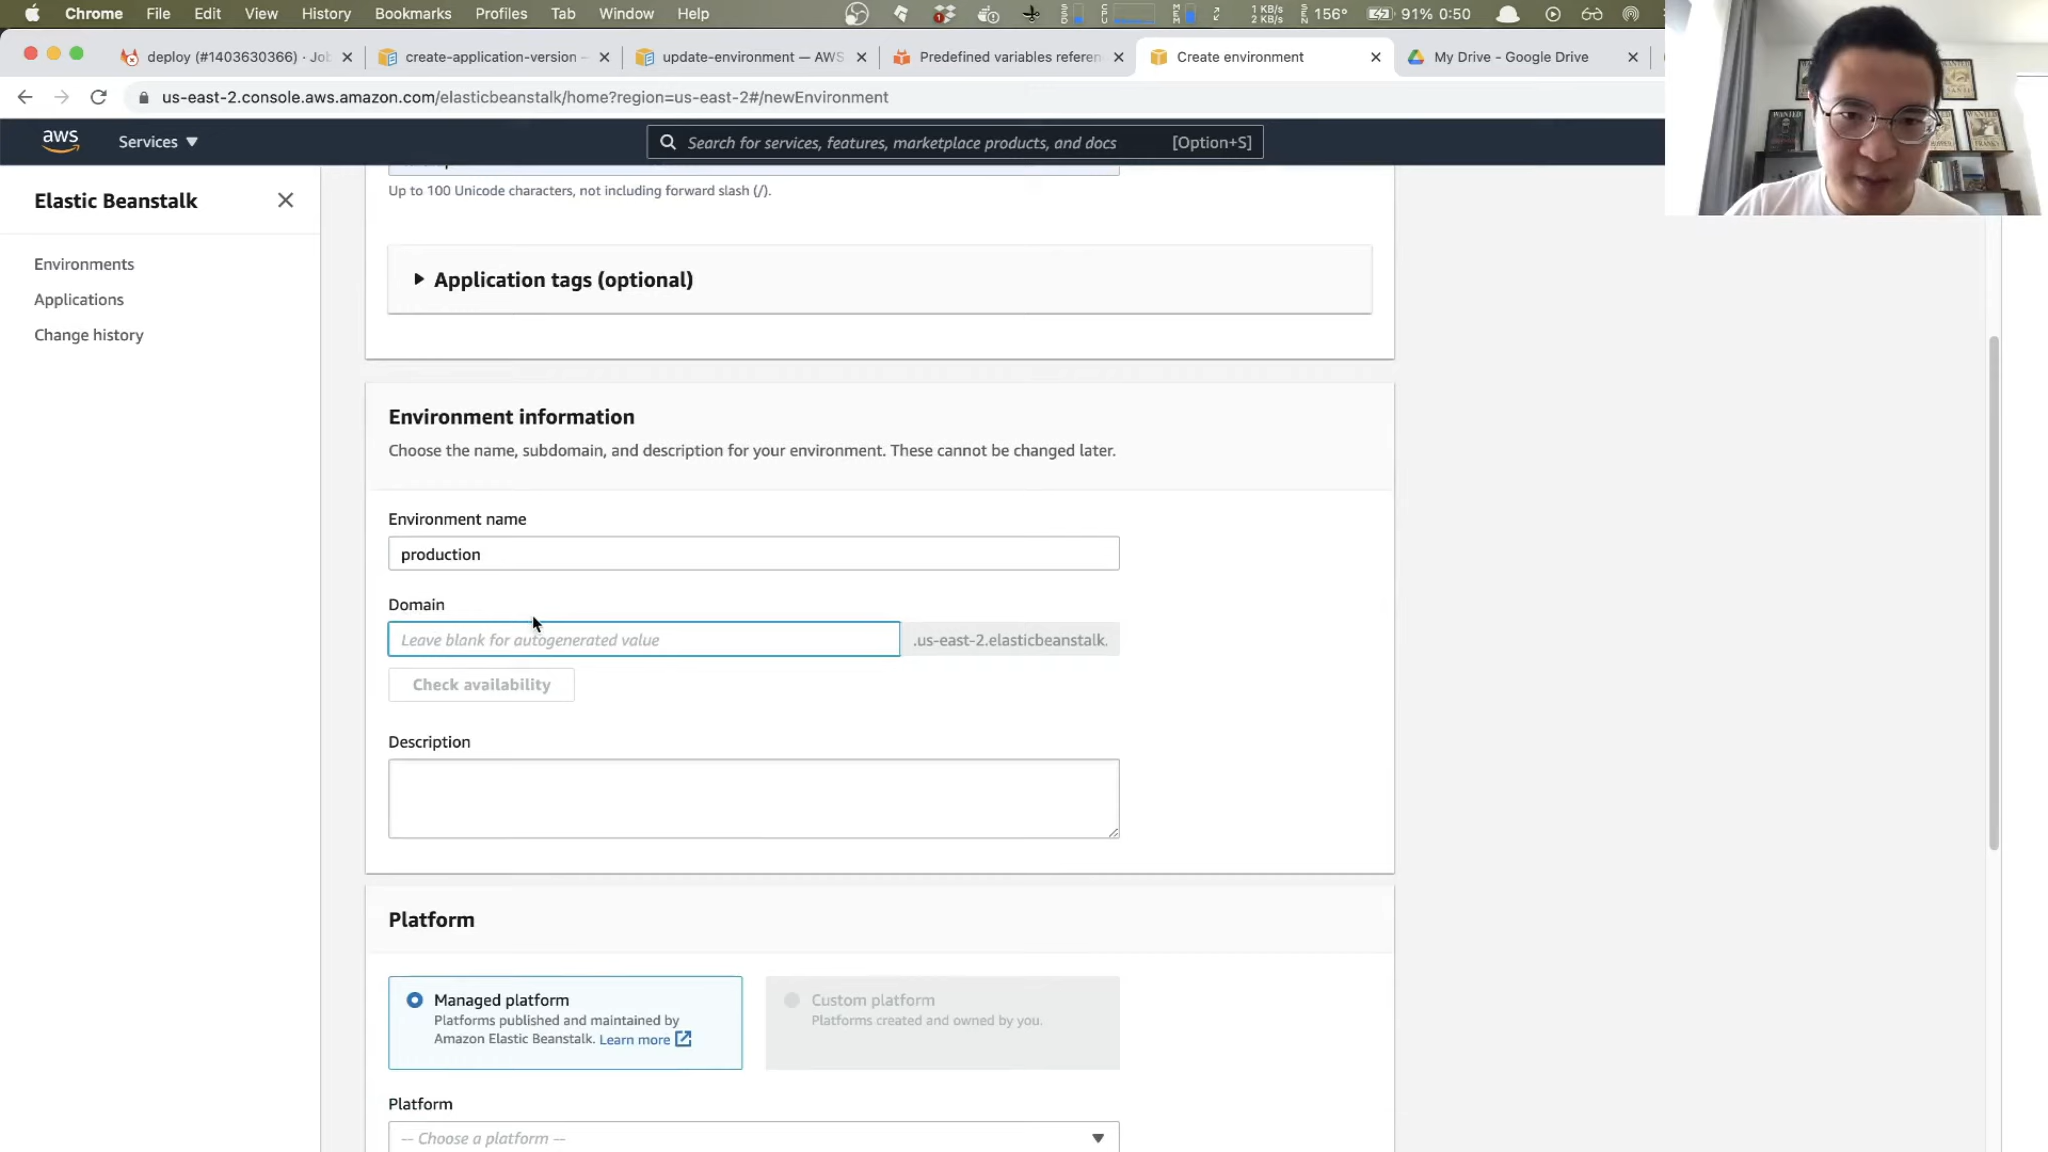 Chrome File Edit View History Bookmarks Profiles Tab Window Help 1 KB/s 2 KB/s 156° 91% 0:50
deploy (#1403630366) · Job
create-application-version –
update-environment — AWS
Predefined variables referen
Create environment
My Drive - Google Drive
us-east-2.console.aws.amazon.com/elasticbeanstalk/home?region=us-east-2#/newEnvironment
aws
Services
Search for services, features, marketplace products, and docs [Option+S]
Elastic Beanstalk
Environments
Applications
Change history
Up to 100 Unicode characters, not including forward slash (/).
Application tags (optional)
Environment information
Choose the name, subdomain, and description for your environment. These cannot be changed later.
Environment name
production
Domain
Leave blank for autogenerated value
.us-east-2.elasticbeanstalk.
Check availability
Description
Platform
Managed platform
Platforms published and maintained by
Amazon Elastic Beanstalk. Learn more
Custom platform
Platforms created and owned by you.
Platform
-- Choose a platform --